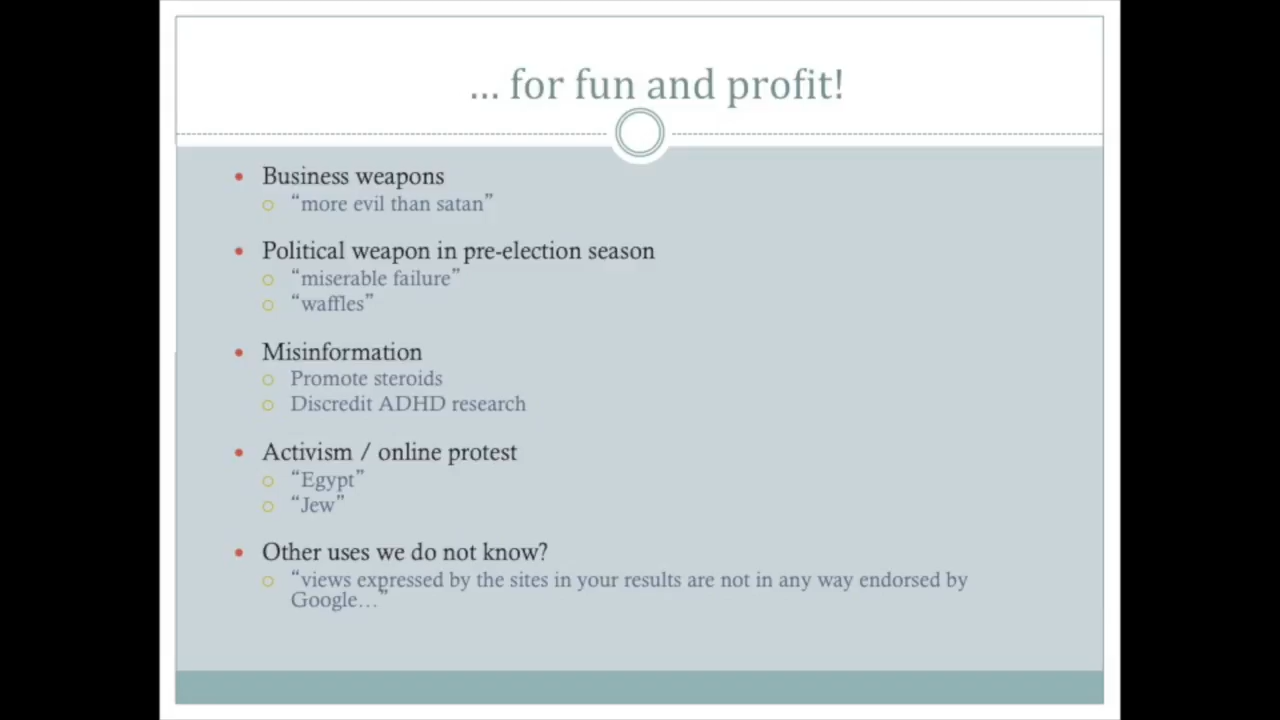 ... for fun and profit!
• Business weapons
○ “more evil than satan”
• Political weapon in pre-election season
○ “miserable failure”
○ “waffles”
• Misinformation
○ Promote steroids
○ Discredit ADHD research
• Activism / online protest
○ “Egypt”
○ “Jew”
• Other uses we do not know?
○ “views expressed by the sites in your results are not in any way endorsed by
Google…”